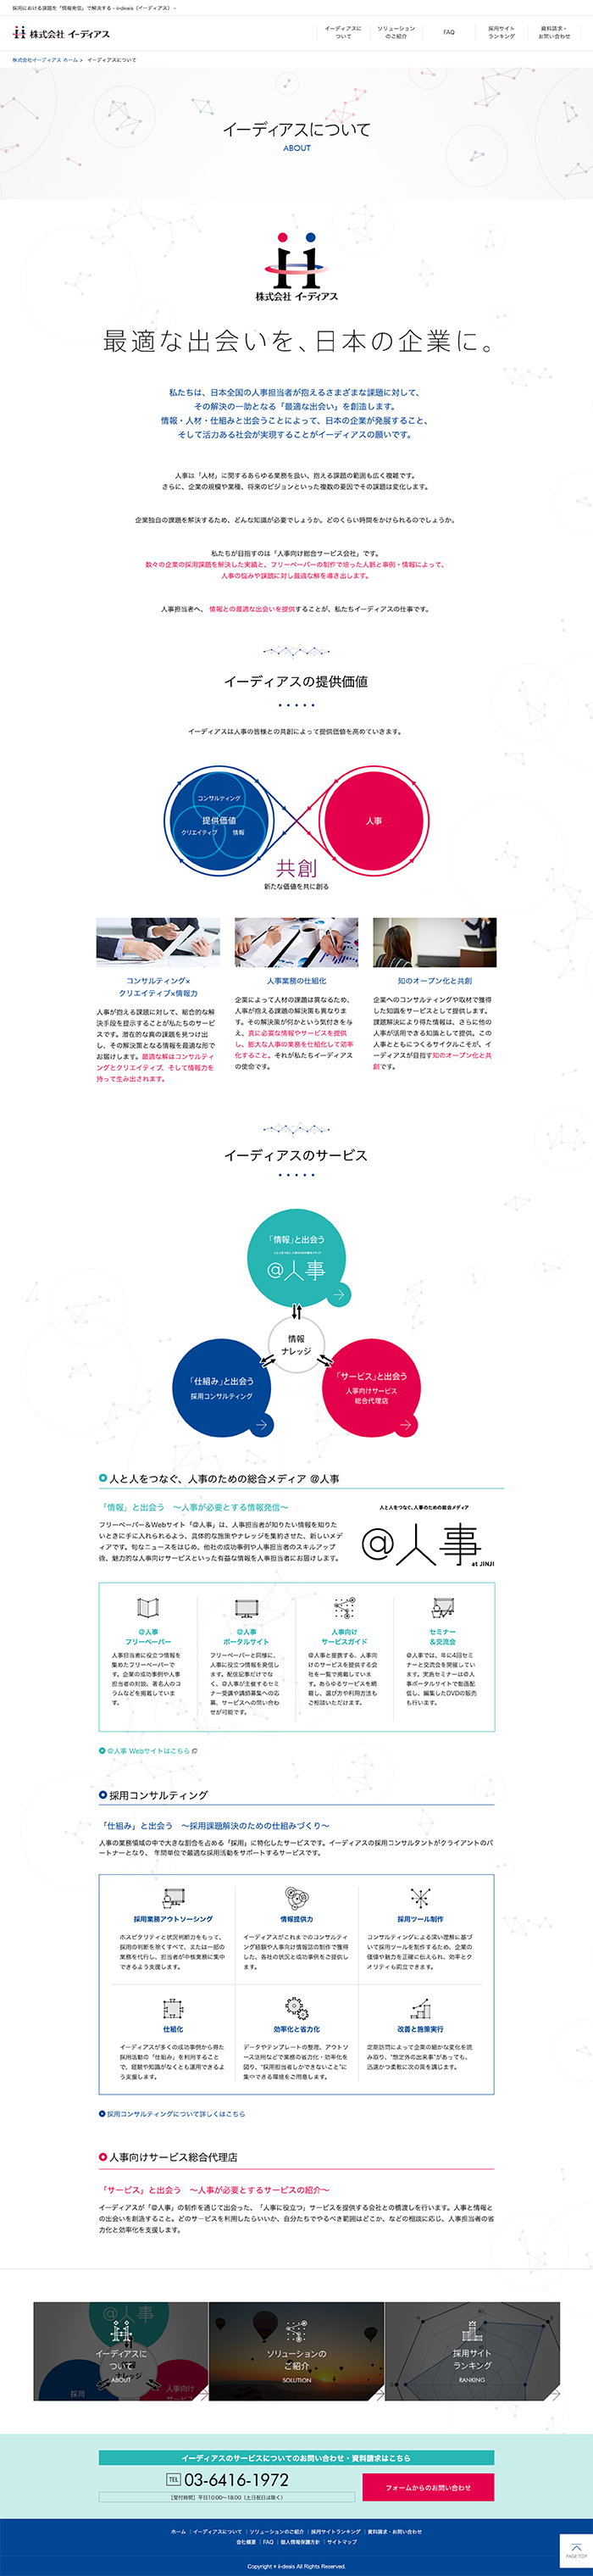 採用における課題を「情報発信」で解決する - ii-deais（イーディアス） -
株式会社 イーディアス
イーディアスに
ついて
ソリューション
のご紹介
FAQ
採用サイト
ランキング
資料請求・
お問い合わせ
株式会社イーディアス ホーム > イーディアスについて
イーディアスについて
ABOUT
株式会社 イーディアス
最適な出会いを、日本の企業に。
私たちは、日本全国の人事担当者が抱えるさまざまな課題に対して、
その解決の一助となる「最適な出会い」を創造します。
情報・人材・仕組みと出会うことによって、日本の企業が発展すること、
そして活力ある社会が実現することがイーディアスの願いです。
人事は「人材」に関するあらゆる業務を扱い、抱える課題の範囲も広く複雑です。
さらに、企業の規模や業種、将来のビジョンといった複数の要因でその課題は変化します。
企業独自の課題を解決するため、どんな知識が必要でしょうか。どのくらい時間をかけられるのでしょうか。
私たちが目指すのは「人事向け総合サービス会社」です。
数々の企業の採用課題を解決した実績と、フリーペーパーの制作で培った人脈と事例・情報によって、
人事の悩みや課題に対し最適な解を導き出します。
人事担当者へ、情報との最適な出会いを提供することが、私たちイーディアスの仕事です。
イーディアスの提供価値
イーディアスは人事の皆様との共創によって提供価値を高めていきます。
コンサルティング
提供価値
クリエイティブ
情報
人事
共創
新たな価値を共に創る
コンサルティング×
クリエイティブ×情報力
人事が抱える課題に対して、総合的な解
決手段を提示することが私たちのサービ
スです。潜在的な真の課題を見つけ出
し、その解決策となる情報を最適な形で
お届けします。最適な解はコンサルティ
ングとクリエイティブ、そして情報力を
持って生み出されます。
人事業務の仕組化
企業によって人材の課題は異なるため、
人事が抱える課題の解決策も異なりま
す。その解決策が何かという気付きを与
え、真に必要な情報やサービスを提供
し、膨大な人事の業務を仕組化して効率
化すること。それが私たちイーディアス
の使命です。
知のオープン化と共創
企業へのコンサルティングや取材で獲得
した知識をサービスとして提供します。
課題解決により得た情報は、さらに他の
人事が活用できる知識として提供。この
人事とともにつくるサイクルこそが、イ
ーディアスが目指す知のオープン化と共
創です。
イーディアスのサービス
「情報」と出会う
@人事
情報
ナレッジ
「仕組み」と出会う
採用コンサルティング
「サービス」と出会う
人事向けサービス
総合代理店
人と人をつなぐ、人事のための総合メディア @人事
「情報」と出会う　〜人事が必要とする情報発信〜
フリーペーパー&Webサイト「@人事」は、人事担当者が知りたい情報を知りた
いときに手に入れられるよう、具体的な施策やナレッジを集約させた、新しいメデ
ィアです。旬なニュースをはじめ、他社の成功事例や人事担当者のスキルアップ
術、魅力的な人事向けサービスといった有益な情報を人事担当者にお届けします。
人と人をつなぐ、人事のための総合メディア
@人事
at JINJI
@人事
フリーペーパー
人事担当者に役立つ情報を
集めたフリーペーパーで
す。企業の成功事例や人事
担当者の対談、著名人のコ
ラムなどを掲載していま
す。
@人事
ポータルサイト
フリーペーパーと同様に、
人事に役立つ情報を発信し
ます。配信記事だけでな
く、@人事が主催するセミ
ナー受講や講師募集への応
募、サービスへの問い合わ
せが可能です。
人事向け
サービスガイド
@人事と提携する、人事向
けのサービスを提供する会
社を一覧で掲載していま
す。あらゆるサービスを網
羅し、選び方や利用方法も
ご相談いただけます。
セミナー
＆交流会
@人事では、年に4回セミ
ナーと交流会を開催してい
ます。実施セミナーは@人
事ポータルサイトで動画配
信し、編集したDVDの販売
も行います。
@人事 Webサイトはこちら
採用コンサルティング
「仕組み」と出会う　〜採用課題解決のための仕組みづくり〜
人事の業務領域の中で大きな割合を占める「採用」に特化したサービスです。イーディアスの採用コンサルタントがクライアントのパ
ートナーとなり、年間単位で最適な採用活動をサポートするサービスです。
採用業務アウトソーシング
ホスピタリティと状況判断力をもって、
採用の判断を除くすべて、または一部の
業務を代行し、担当者が中核業務に集中
できるよう支援します。
情報提供力
イーディアスがこれまでのコンサルティ
ング経験や人事向け情報誌の制作で獲得
した、各社の状況と成功事例をご提供し
ます。
採用ツール制作
コンサルティングによる深い理解に基づ
いて採用ツールを制作するため、企業の
価値や魅力を正確に伝えられ、効率とク
オリティも両立できます。
仕組化
イーディアスが多くの成功事例から得た
採用活動の「仕組み」を利用すること
で、経験や知識がなくとも運用できるよ
う支援します。
効率化と省力化
データやテンプレートの整理、アウトソ
ース活用などで業務の省力化・効率化を
図り、“採用担当者しかできないこと”に
集中できる環境をご用意します。
改善と施策実行
定期訪問によって企業の細かな変化を読
み取り、“想定外の出来事”があっても、
迅速かつ柔軟に次の策を講じます。
採用コンサルティングについて詳しくはこちら
人事向けサービス総合代理店
「サービス」と出会う　〜人事が必要とするサービスの紹介〜
イーディアスが「@人事」の制作を通じて出会った、「人事に役立つ」サービスを提供する会社との橋渡しを行います。人事と情報と
の出会いを創造すること。どのサービスを利用したらいいか、自分たちでやるべき範囲はどこか、などの相談に応じ、人事担当者の省
力化と効率化を支援します。
イーディアスに
ついて
ABOUT
ソリューションの
ご紹介
SOLUTION
採用サイト
ランキング
RANKING
イーディアスのサービスについてのお問い合わせ・資料請求はこちら
TEL 03-6416-1972
［受付時間］平日10:00〜18:00（土日祝日は除く）
フォームからのお問い合わせ
ホーム | イーディアスについて | ソリューションのご紹介 | 採用サイトランキング | 資料請求・お問い合わせ
会社概要 | FAQ | 個人情報保護方針 | サイトマップ
PAGE TOP
Copyright © ii-deais All Rights Reserved.